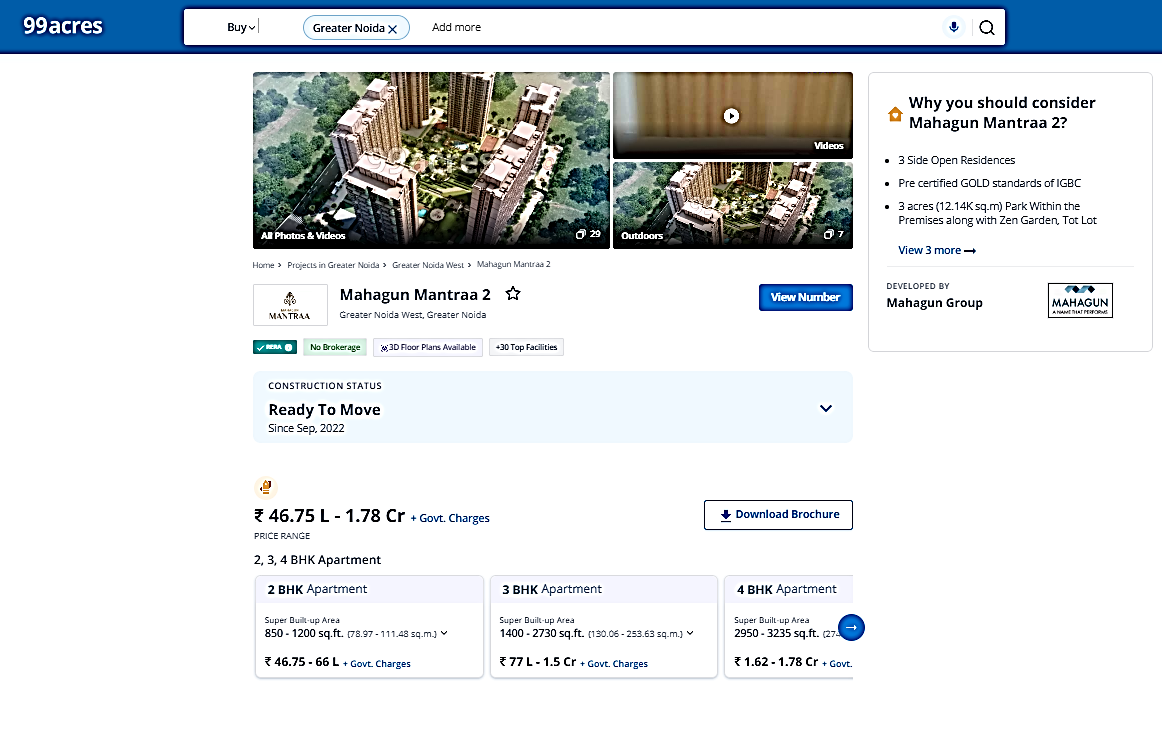 99acres
Buy
Greater Noida
Add more
99acres
All Photos & Videos
29
Videos
Outdoors
7
Home > Projects in Greater Noida > Greater Noida West > Mahagun Mantraa 2
MAHAGUN
MANTRAA
Mahagun Mantraa 2
Greater Noida West, Greater Noida
View Number
RERA
No Brokerage
3D Floor Plans Available
+30 Top Facilities
CONSTRUCTION STATUS
Ready To Move
Since Sep, 2022
₹ 46.75 L - 1.78 Cr + Govt. Charges
PRICE RANGE
Download Brochure
2, 3, 4 BHK Apartment
2 BHK Apartment
Super Built-up Area
850 - 1200 sq.ft. (78.97 - 111.48 sq.m.)
₹ 46.75 - 66 L + Govt. Charges
3 BHK Apartment
Super Built-up Area
1400 - 2730 sq.ft. (130.06 - 253.63 sq.m.)
₹ 77 L - 1.5 Cr + Govt. Charges
4 BHK Apartment
Super Built-up Area
2950 - 3235 sq.ft.
₹ 1.62 - 1.78 Cr + Govt.
Why you should consider
Mahagun Mantraa 2?
3 Side Open Residences
Pre certified GOLD standards of IGBC
3 acres (12.14K sq.m) Park Within the
Premises along with Zen Garden, Tot Lot
View 3 more
DEVELOPED BY
Mahagun Group
MAHAGUN
A NAME THAT PERFORMS